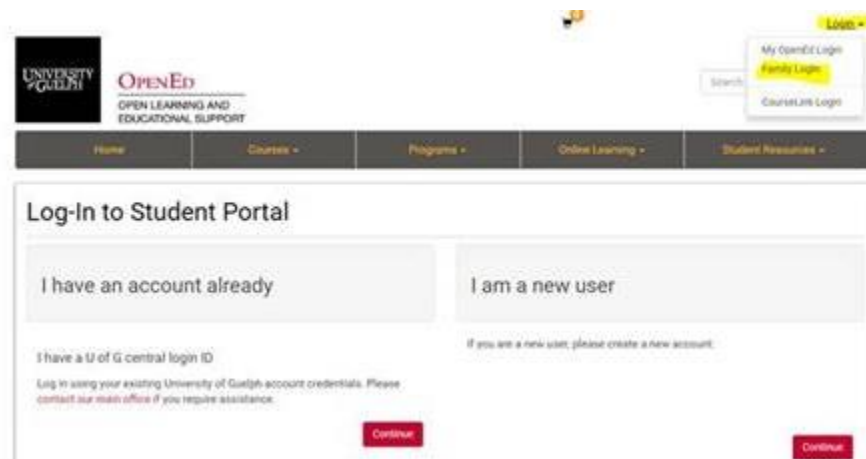 Login
My OpenEd Login
Family Login
CourseLink Login
UNIVERSITY
OF GUELPH
OPENED
OPEN LEARNING AND
EDUCATIONAL SUPPORT
Search
Home
Courses
Programs
Online Learning
Student Resources
Log-In to Student Portal
I have an account already
I am a new user
I have a U of G central login ID
If you are a new user, please create a new account.
Log in using your existing University of Guelph account credentials. Please
contact our main office if you require assistance.
Continue
Continue